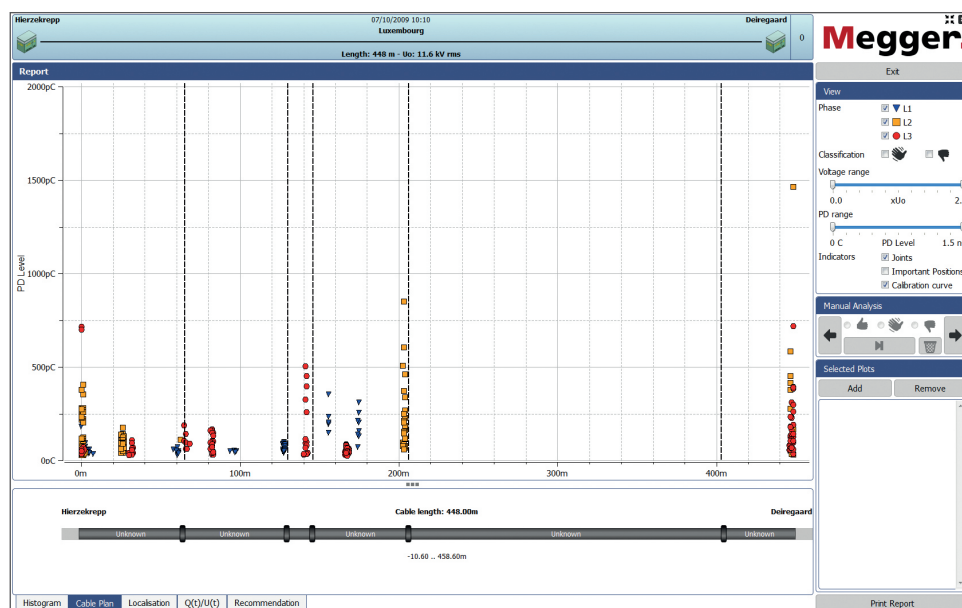 Hierzekrepp 07/10/2009 10:10 Deiregaard
Luxembourg
0
Length: 448 m - Uo: 11.6 kV rms
Megger.
Exit
Report
2000pC
1500pC
1000pC
500pC
0pC
PD Level
0m 100m 200m 300m 400m
View
Phase
L1
L2
L3
Classification
Voltage range
0.0 xUo 2.
PD range
0 C PD Level 1.5 n
Indicators
Joints
Important Positions
Calibration curve
Manual Analysis
Selected Plots
Add Remove
Hierzekrepp Cable length: 448.00m Deiregaard
Unknown Unknown Unknown Unknown Unknown
-10.60 .. 458.60m
Histogram Cable Plan Localisation Q(t)/U(t) Recommendation
Print Report